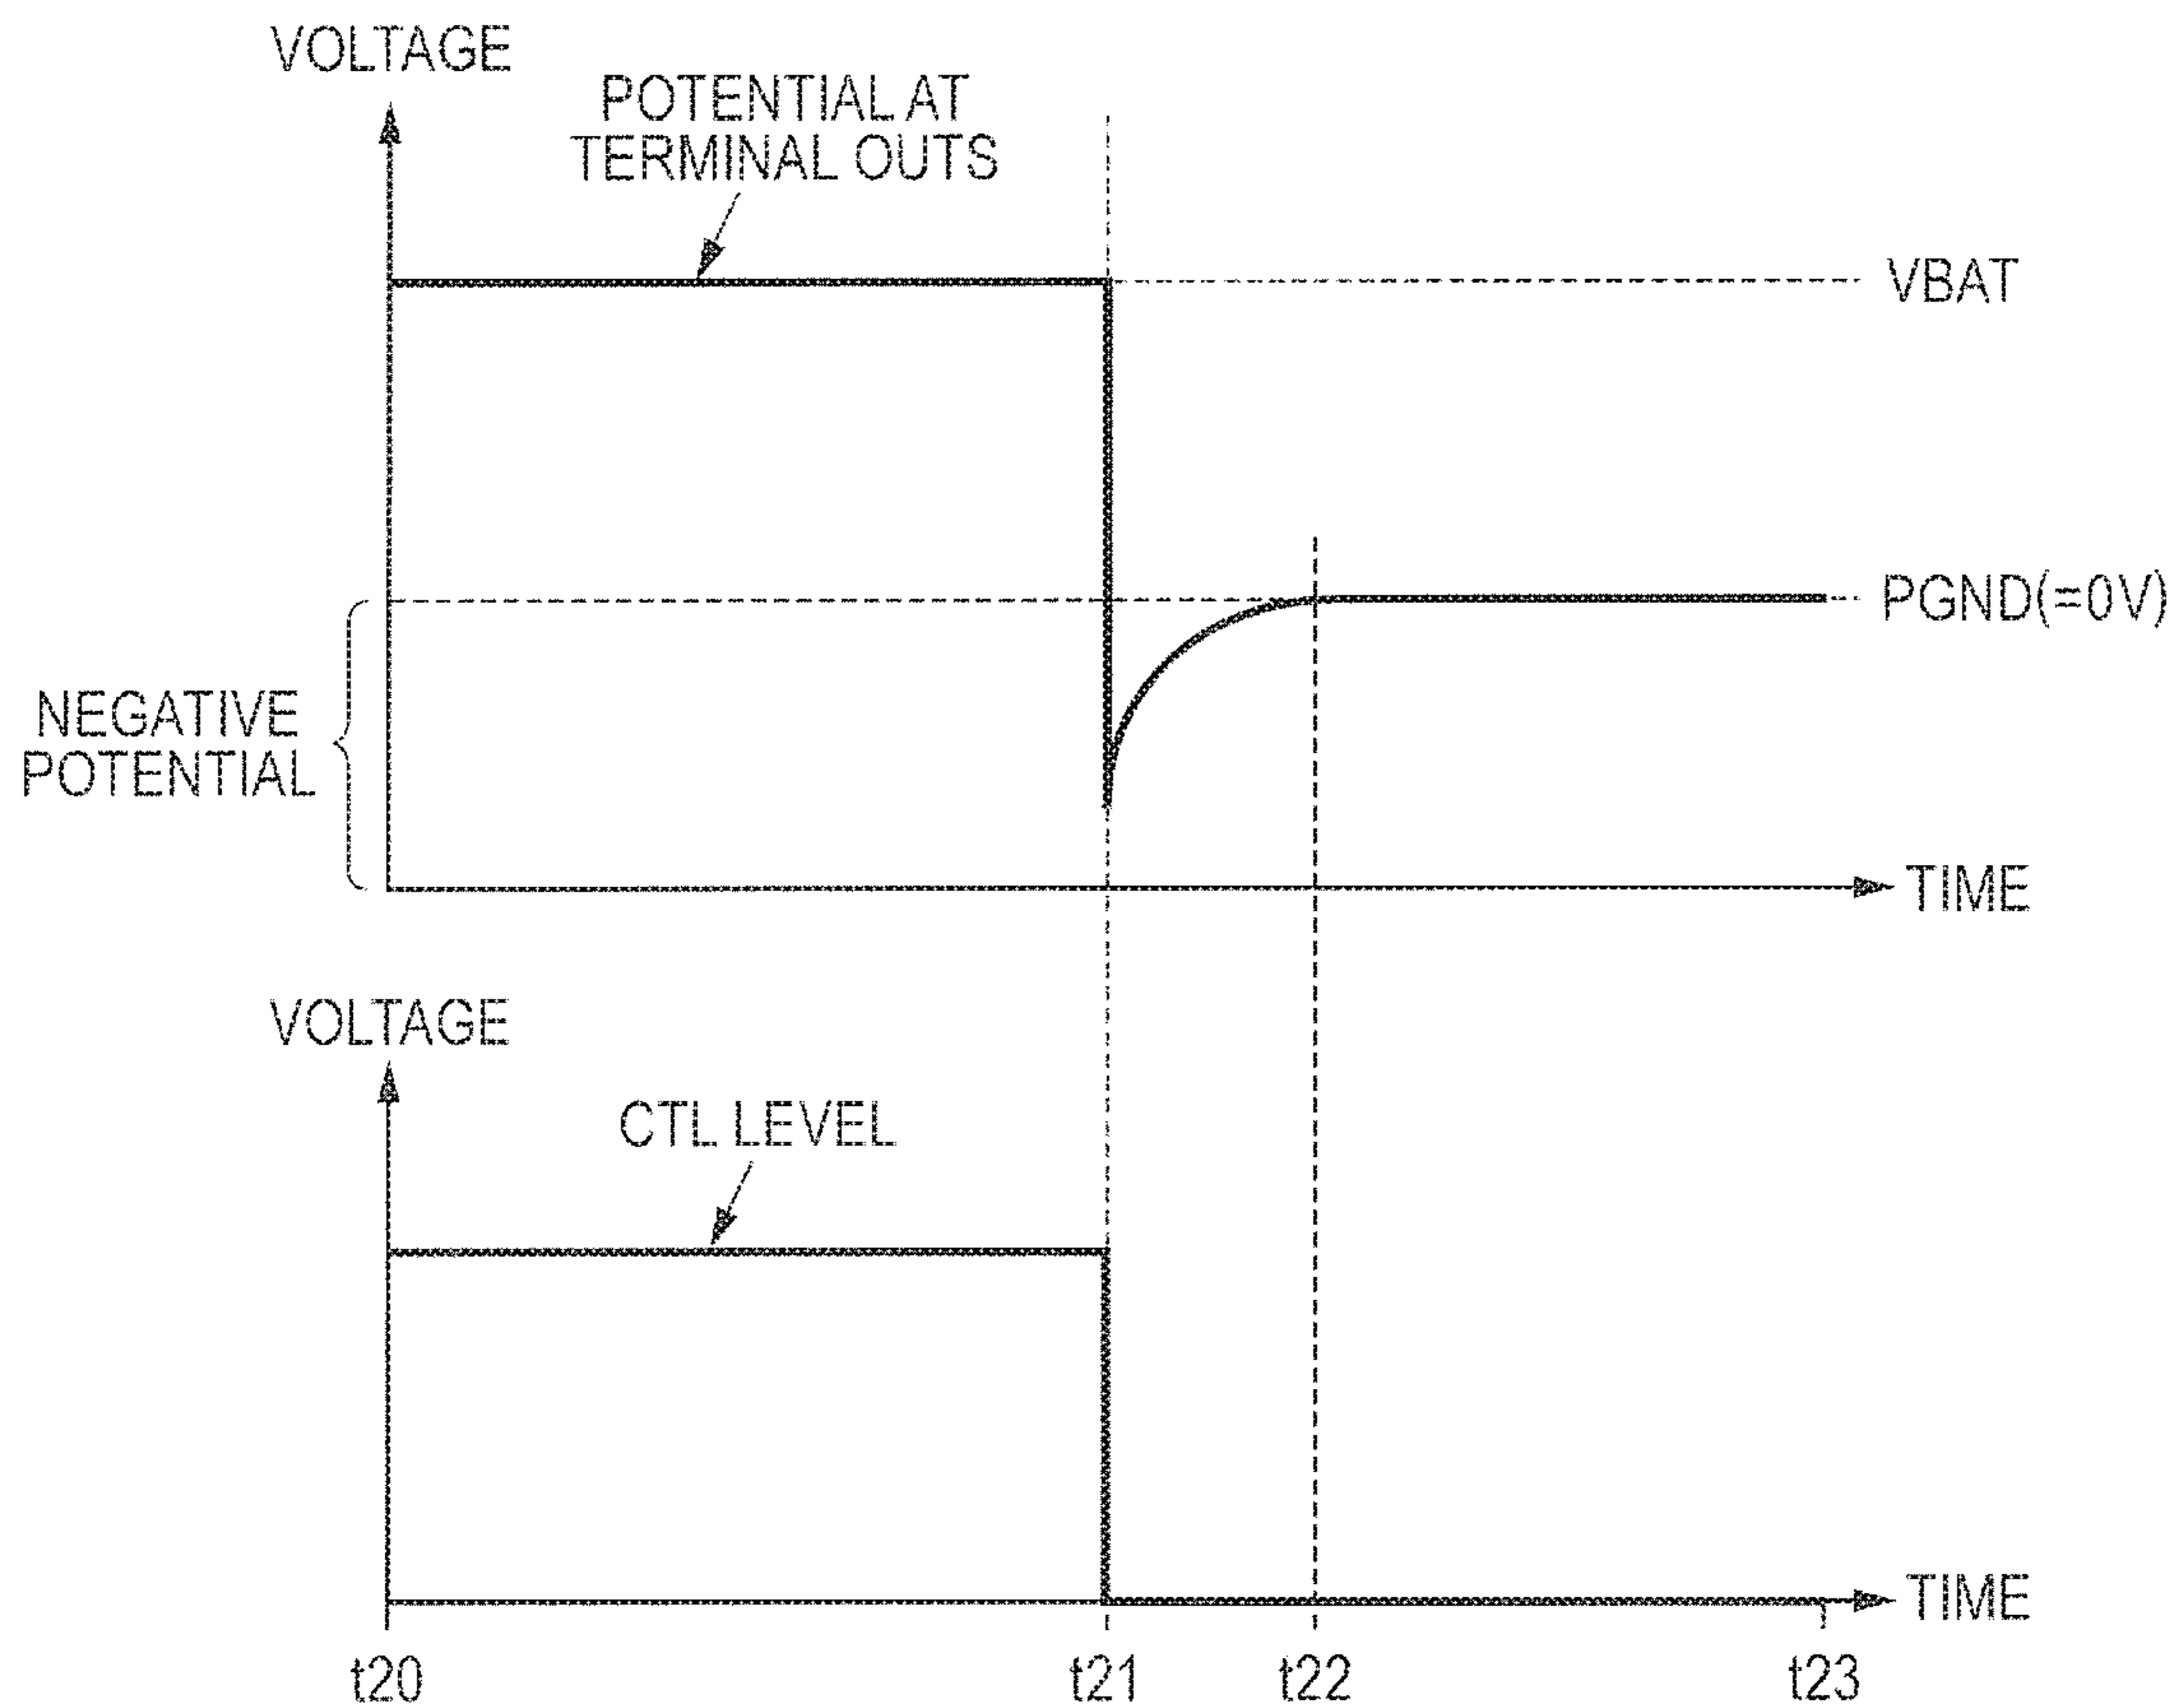 VOLTAGE
POTENTIAL AT
TERMINAL OUTS
VBAT
PGND(=0V)
NEGATIVE
POTENTIAL
TIME
VOLTAGE
CTL LEVEL
TIME
t20
t21
t22
t23